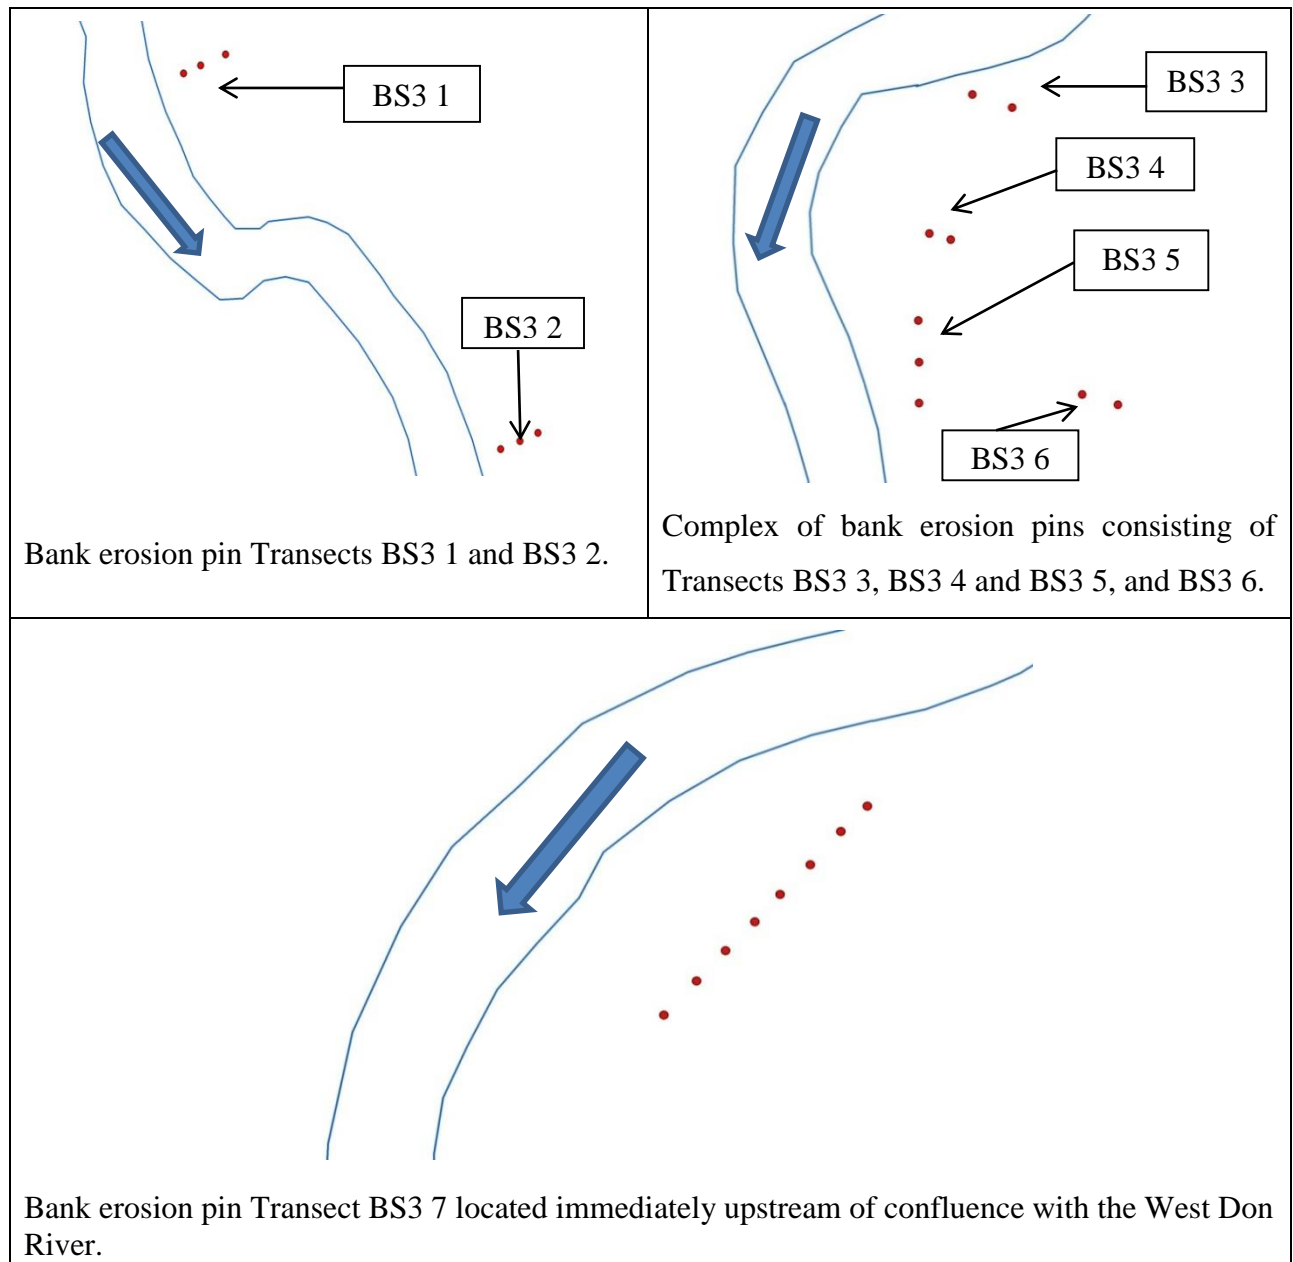 BS3 1
BS3 2
Bank erosion pin Transects BS3 1 and BS3 2.
BS3 3
BS3 4
BS3 5
BS3 6
Complex of bank erosion pins consisting of
Transects BS3 3, BS3 4 and BS3 5, and BS3 6.
Bank erosion pin Transect BS3 7 located immediately upstream of confluence with the West Don
River.